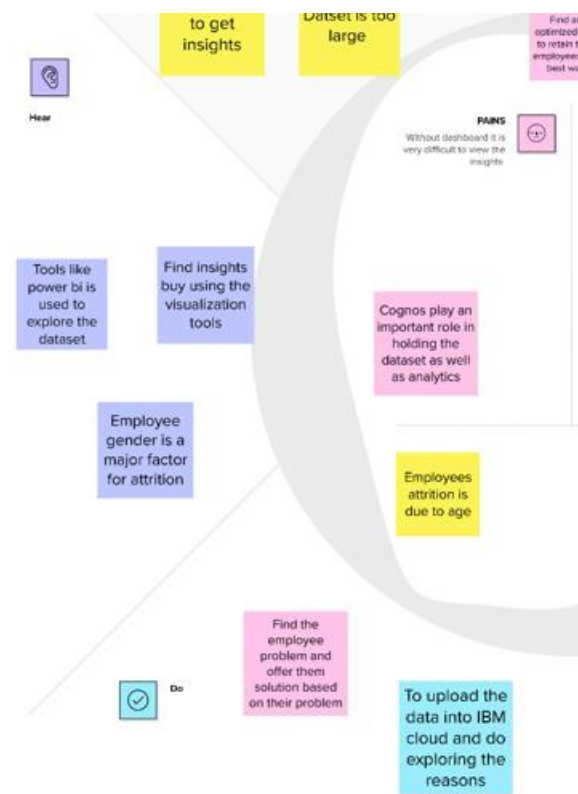 to get
insights
Datset is too
large
Find a
optimized
to retain t
employees
best wa
Hear
PAINS
Without dashboard it is
very difficult to view the
insights
Tools like
power bi is
used to
explore the
dataset
Find insights
buy using the
visualization
tools
Cognos play an
important role in
holding the
dataset as well
as analytics
Employee
gender is a
major factor
for attrition
Employees
attrition is
due to age
Find the
employee
problem and
offer them
solution based
on their problem
Do
To upload the
data into IBM
cloud and do
exploring the
reasons